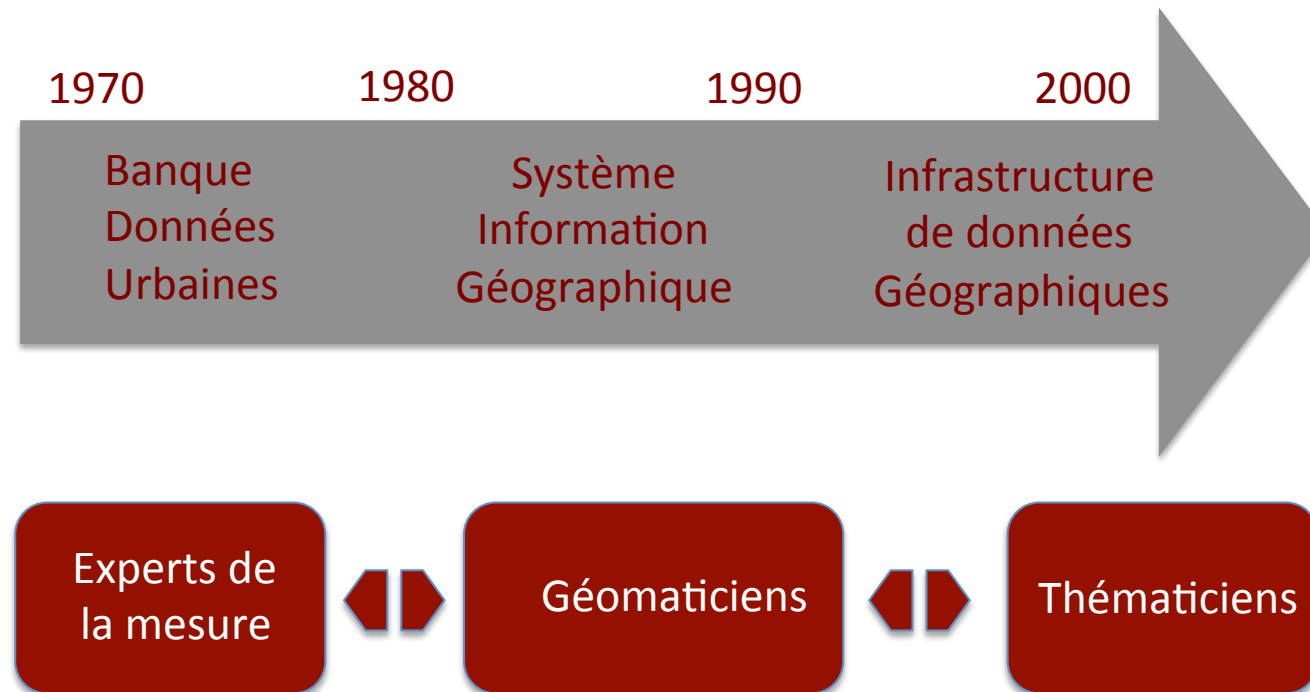 1970 1980 1990 2000
Banque
Données
Urbaines
Système
Information
Géographique
Infrastructure
de données
Géographiques
Experts de
la mesure
Géomaticiens
Thématiciens